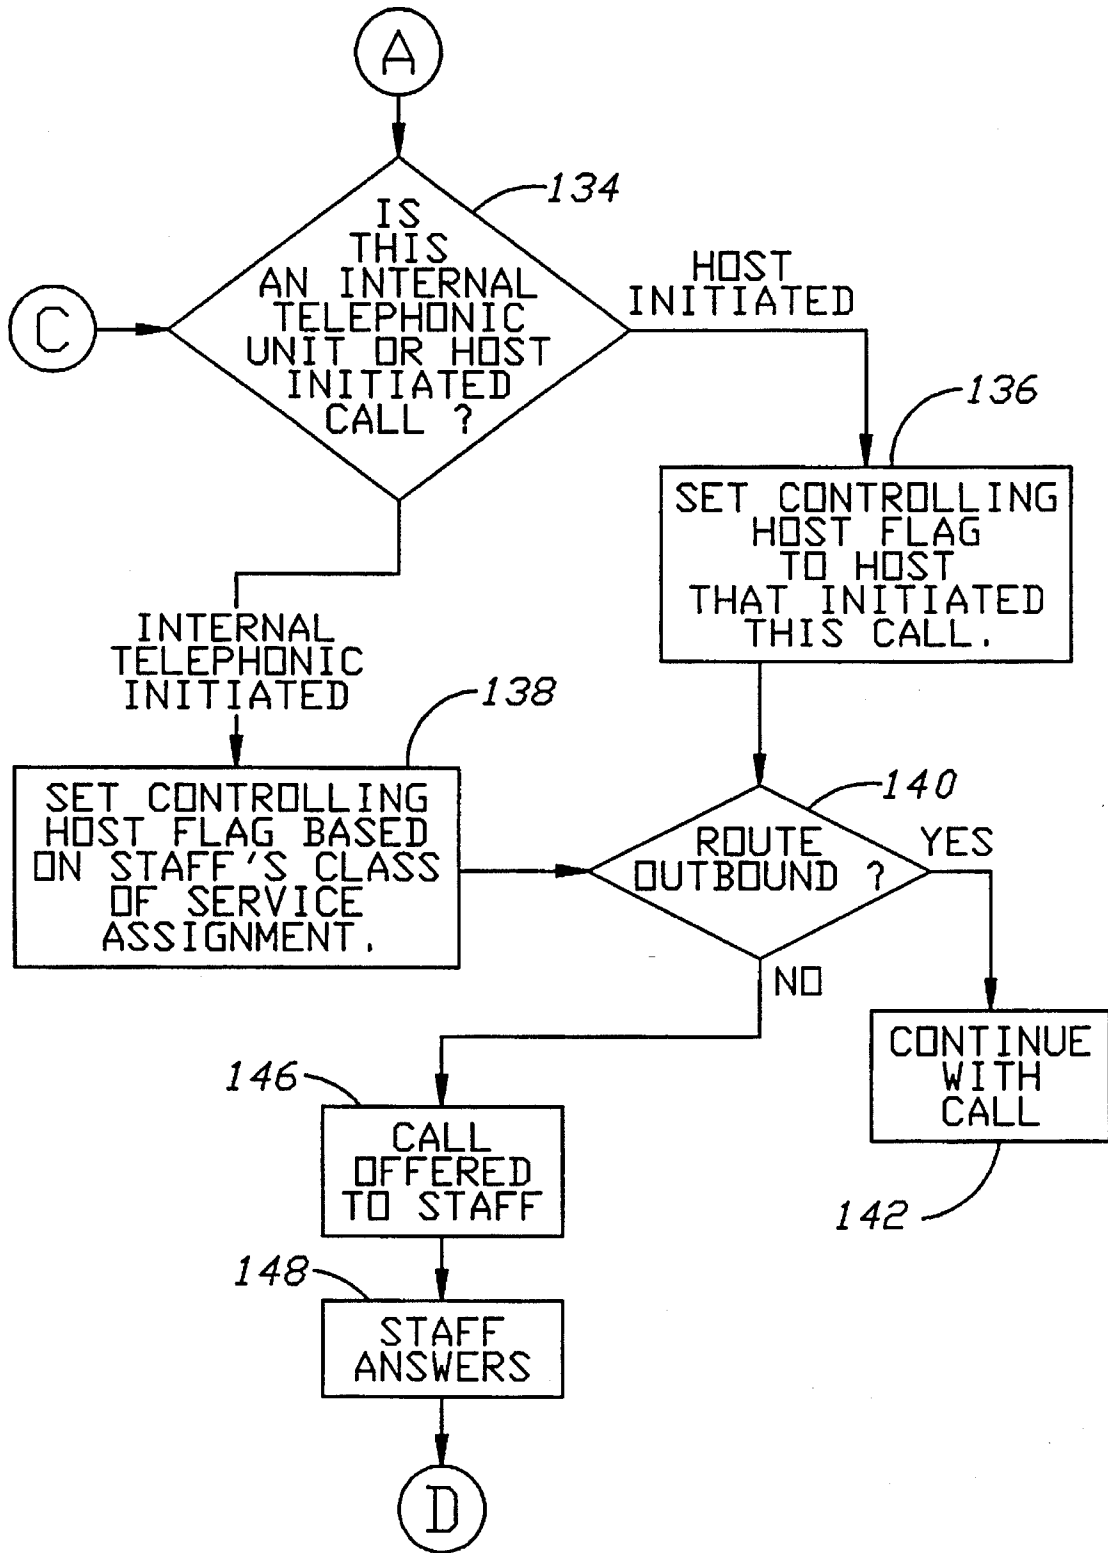 A
134
IS
THIS
AN INTERNAL
TELEPHONIC
UNIT OR HOST
INITIATED
CALL ?
HOST
INITIATED
C
136
SET CONTROLLING
HOST FLAG
TO HOST
THAT INITIATED
THIS CALL.
INTERNAL
TELEPHONIC
INITIATED
138
SET CONTROLLING
HOST FLAG BASED
ON STAFF'S CLASS
OF SERVICE
ASSIGNMENT.
140
ROUTE
OUTBOUND ?
YES
NO
CONTINUE
WITH
CALL
142
146
CALL
OFFERED
TO STAFF
148
STAFF
ANSWERS
D